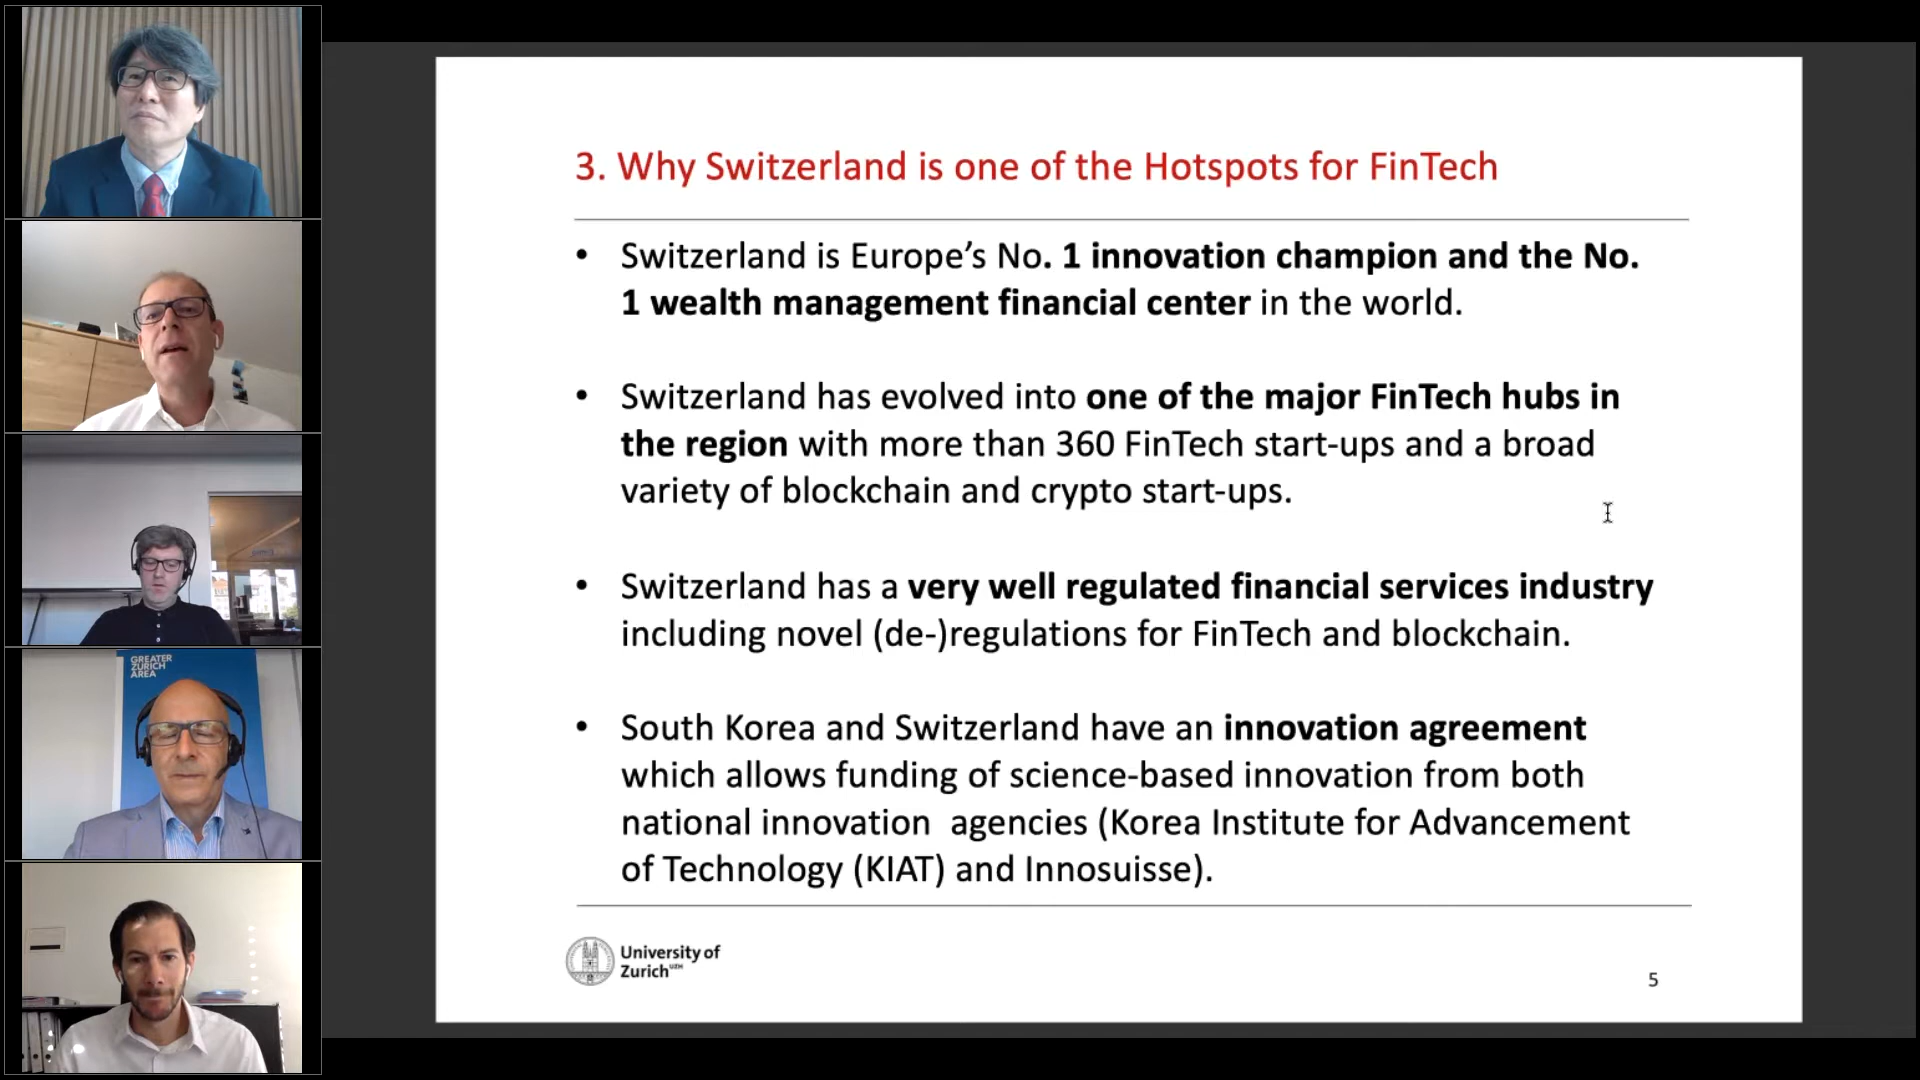 GREATER
ZURICH
AREA
3. Why Switzerland is one of the Hotspots for FinTech
• Switzerland is Europe’s No. 1 innovation champion and the No.
1 wealth management financial center in the world.
• Switzerland has evolved into one of the major FinTech hubs in
the region with more than 360 FinTech start-ups and a broad
variety of blockchain and crypto start-ups.
• Switzerland has a very well regulated financial services industry
including novel (de-)regulations for FinTech and blockchain.
• South Korea and Switzerland have an innovation agreement
which allows funding of science-based innovation from both
national innovation  agencies (Korea Institute for Advancement
of Technology (KIAT) and Innosuisse).
University of
Zurich UZH
5